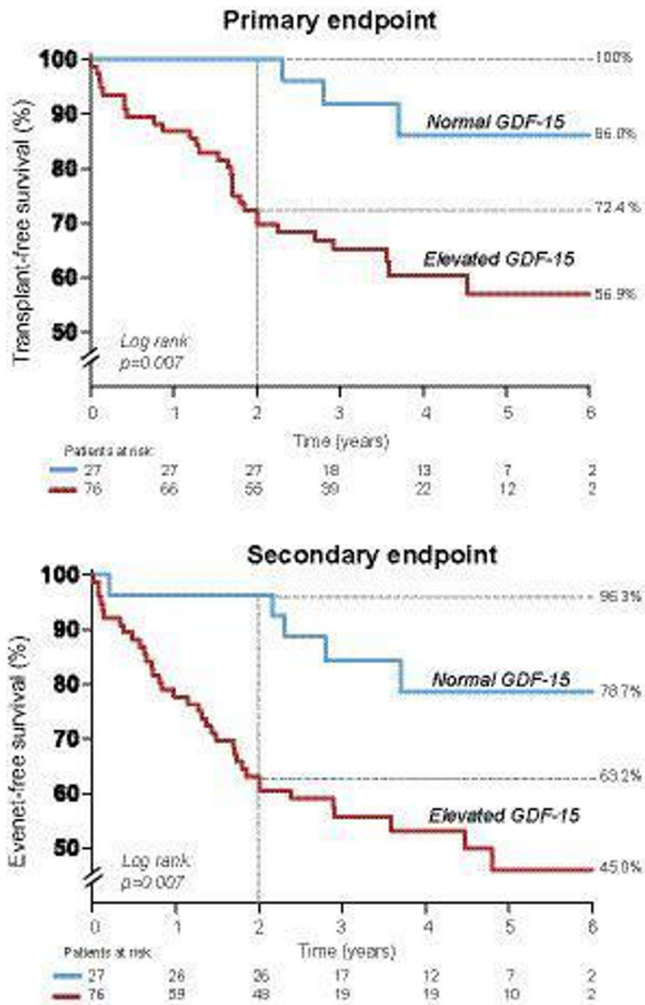 Primary endpoint
Transplant-free survival (%)
100
90
80
70
60
50
100%
Normal GDF-15
86.0%
72.4%
Elevated GDF-15
56.9%
Log rank
p=0.007
0 1 2 3 4 5 6
Time (years)
Patients at risk:
27 27 27 18 13 7 2
76 66 55 39 22 12 2
Secondary endpoint
Evenet-free survival (%)
100
90
80
70
60
50
96.3%
Normal GDF-15
78.7%
63.2%
Elevated GDF-15
Log rank
p=0.007
0 1 2 3 4 5 6
Time (years)
Patients at risk:
27 26 26 17 12 7 2
76 59 48 19 19 10 2